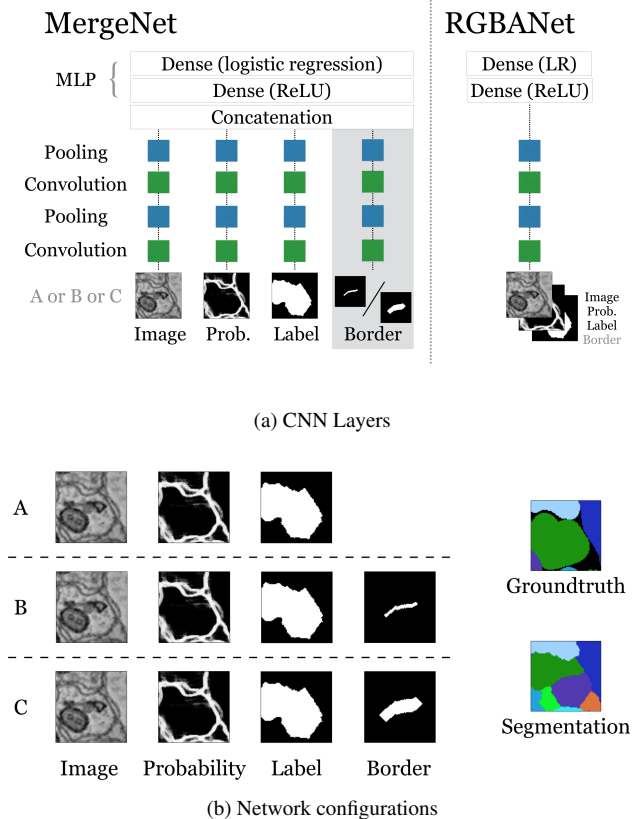 MergeNet
RGBANet
MLP {
Dense (logistic regression)
Dense (ReLU)
Concatenation
Dense (LR)
Dense (ReLU)
Pooling
Convolution
Pooling
Convolution
A or B or C
Image
Prob.
Label
Border
Image
Prob.
Label
Border
(a) CNN Layers
A
B
C
Image
Probability
Label
Border
Groundtruth
Segmentation
(b) Network configurations